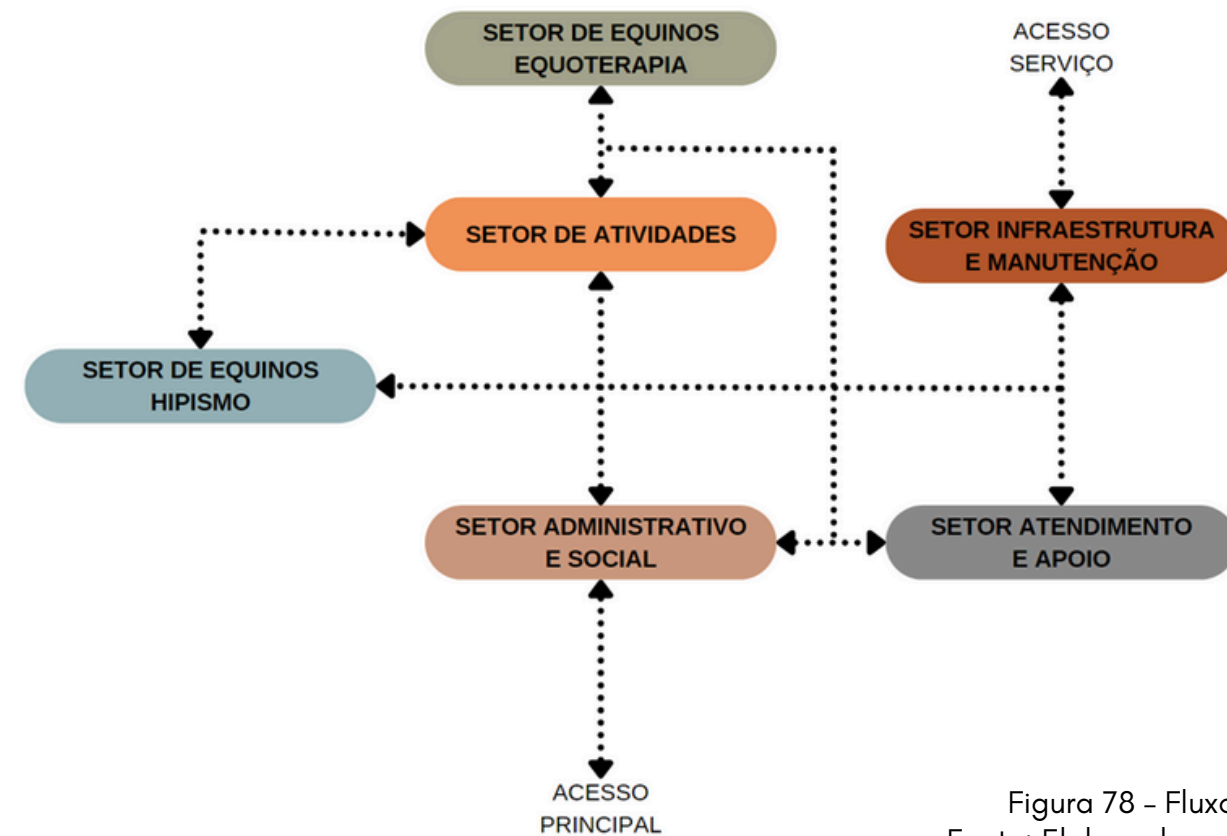 SETOR DE EQUINOS
EQUOTERAPIA
ACESSO
SERVIÇO
SETOR DE ATIVIDADES
SETOR INFRAESTRUTURA
E MANUTENÇÃO
SETOR DE EQUINOS
HIPISMO
SETOR ADMINISTRATIVO
E SOCIAL
SETOR ATENDIMENTO
E APOIO
ACESSO
PRINCIPAL
Figura 78 –